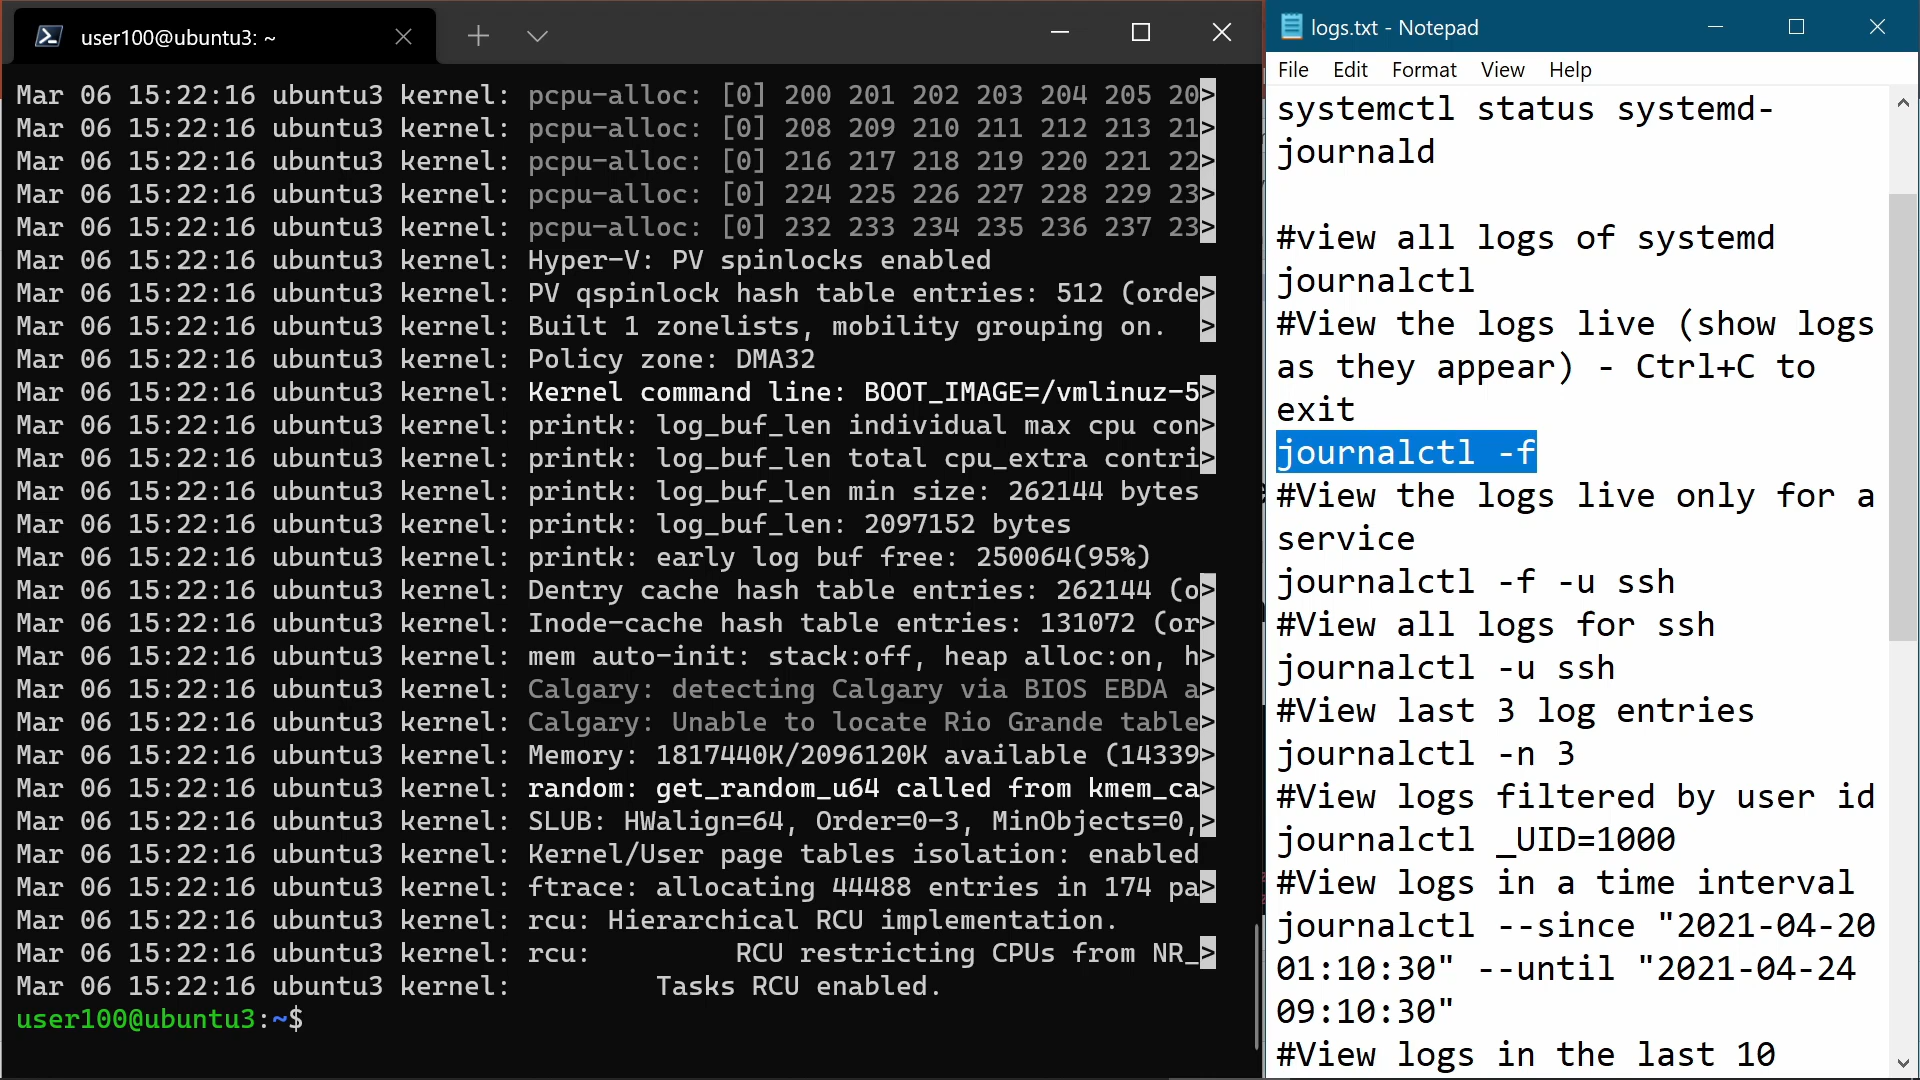 user100@ubuntu3: ~
Mar 06 15:22:16 ubuntu3 kernel: pcpu-alloc: [0] 200 201 202 203 204 205 20>
Mar 06 15:22:16 ubuntu3 kernel: pcpu-alloc: [0] 208 209 210 211 212 213 21>
Mar 06 15:22:16 ubuntu3 kernel: pcpu-alloc: [0] 216 217 218 219 220 221 22>
Mar 06 15:22:16 ubuntu3 kernel: pcpu-alloc: [0] 224 225 226 227 228 229 23>
Mar 06 15:22:16 ubuntu3 kernel: pcpu-alloc: [0] 232 233 234 235 236 237 23>
Mar 06 15:22:16 ubuntu3 kernel: Hyper-V: PV spinlocks enabled
Mar 06 15:22:16 ubuntu3 kernel: PV qspinlock hash table entries: 512 (orde>
Mar 06 15:22:16 ubuntu3 kernel: Built 1 zonelists, mobility grouping on.  >
Mar 06 15:22:16 ubuntu3 kernel: Policy zone: DMA32
Mar 06 15:22:16 ubuntu3 kernel: Kernel command line: BOOT_IMAGE=/vmlinuz-5>
Mar 06 15:22:16 ubuntu3 kernel: printk: log_buf_len individual max cpu con>
Mar 06 15:22:16 ubuntu3 kernel: printk: log_buf_len total cpu_extra contri>
Mar 06 15:22:16 ubuntu3 kernel: printk: log_buf_len min size: 262144 bytes
Mar 06 15:22:16 ubuntu3 kernel: printk: log_buf_len: 2097152 bytes
Mar 06 15:22:16 ubuntu3 kernel: printk: early log buf free: 250064(95%)
Mar 06 15:22:16 ubuntu3 kernel: Dentry cache hash table entries: 262144 (o>
Mar 06 15:22:16 ubuntu3 kernel: Inode-cache hash table entries: 131072 (or>
Mar 06 15:22:16 ubuntu3 kernel: mem auto-init: stack:off, heap alloc:on, h>
Mar 06 15:22:16 ubuntu3 kernel: Calgary: detecting Calgary via BIOS EBDA a>
Mar 06 15:22:16 ubuntu3 kernel: Calgary: Unable to locate Rio Grande table>
Mar 06 15:22:16 ubuntu3 kernel: Memory: 1817440K/2096120K available (14339>
Mar 06 15:22:16 ubuntu3 kernel: random: get_random_u64 called from kmem_ca>
Mar 06 15:22:16 ubuntu3 kernel: SLUB: HWalign=64, Order=0-3, MinObjects=0,>
Mar 06 15:22:16 ubuntu3 kernel: Kernel/User page tables isolation: enabled
Mar 06 15:22:16 ubuntu3 kernel: ftrace: allocating 44488 entries in 174 pa>
Mar 06 15:22:16 ubuntu3 kernel: rcu: Hierarchical RCU implementation.
Mar 06 15:22:16 ubuntu3 kernel: rcu:         RCU restricting CPUs from NR_>
Mar 06 15:22:16 ubuntu3 kernel:         Tasks RCU enabled.
user100@ubuntu3:~$
logs.txt - Notepad
File Edit Format View Help
systemctl status systemd-
journald
#view all logs of systemd
journalctl
#View the logs live (show logs
as they appear) - Ctrl+C to
exit
journalctl -f
#View the logs live only for a
service
journalctl -f -u ssh
#View all logs for ssh
journalctl -u ssh
#View last 3 log entries
journalctl -n 3
#View logs filtered by user id
journalctl _UID=1000
#View logs in a time interval
journalctl --since "2021-04-20
01:10:30" --until "2021-04-24
09:10:30"
#View logs in the last 10